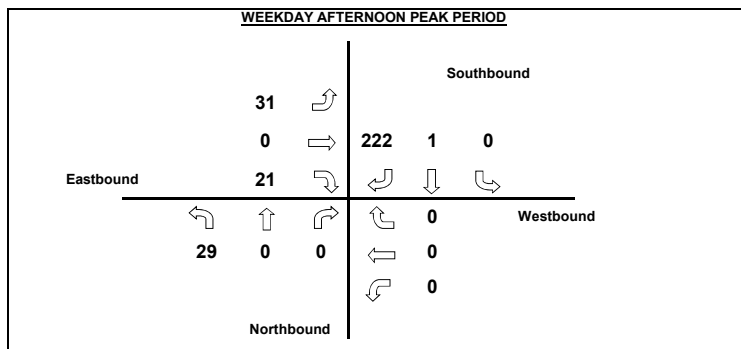 WEEKDAY AFTERNOON PEAK PERIOD
Southbound
31
0
222 1 0
Eastbound
21
0
Westbound
29 0 0
0
0
Northbound